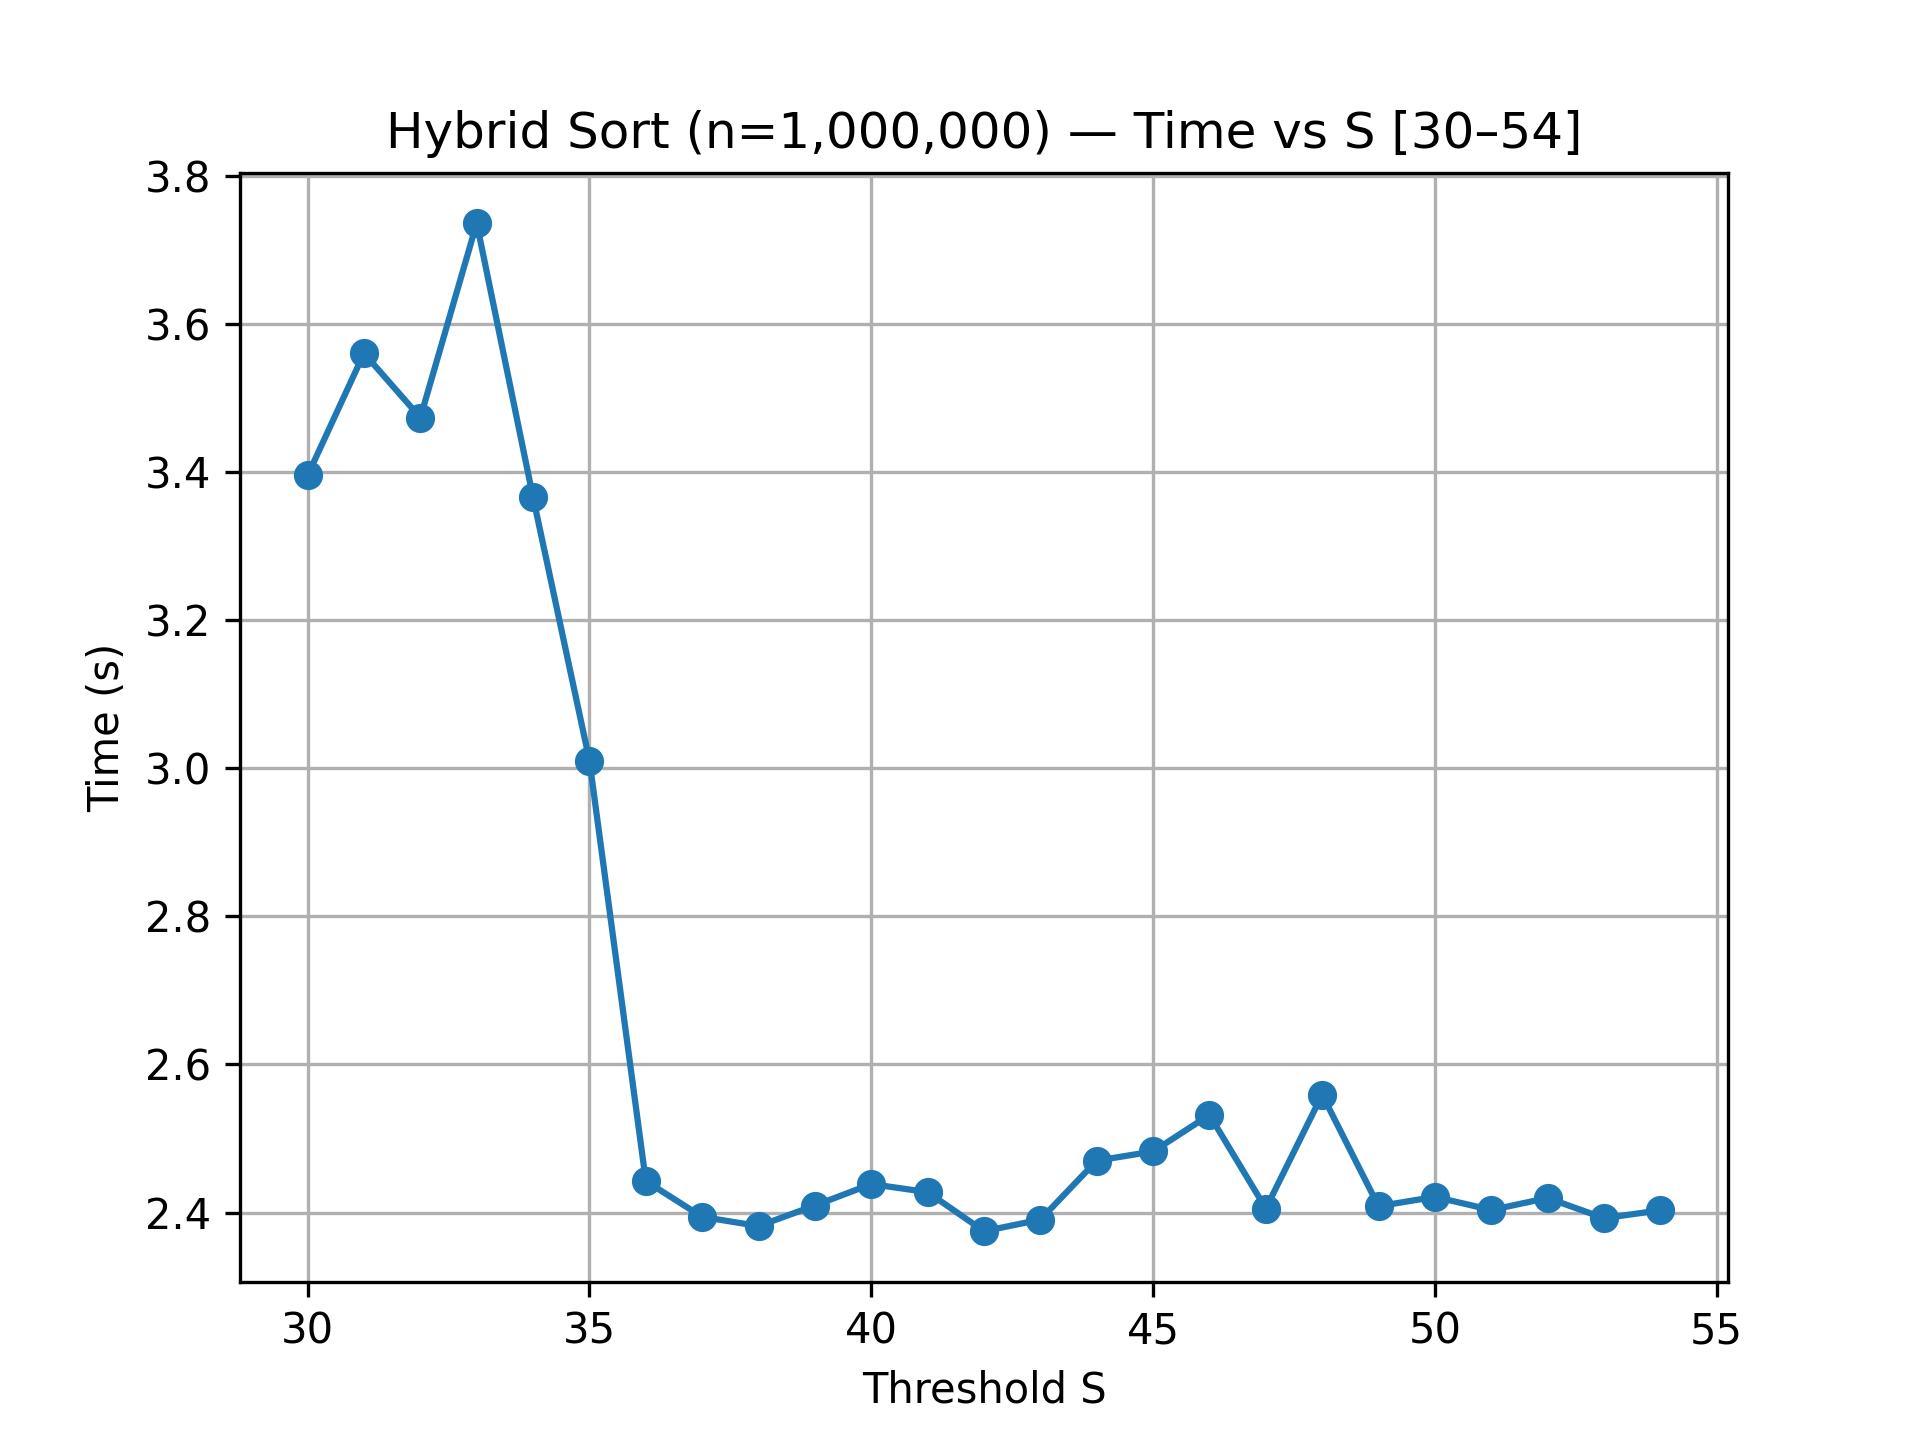 Hybrid Sort (n=1,000,000) — Time vs S [30–54]
3.8
3.6
3.4
3.2
3.0
2.8
2.6
2.4
Time (s)
30 35 40 45 50 55
Threshold S